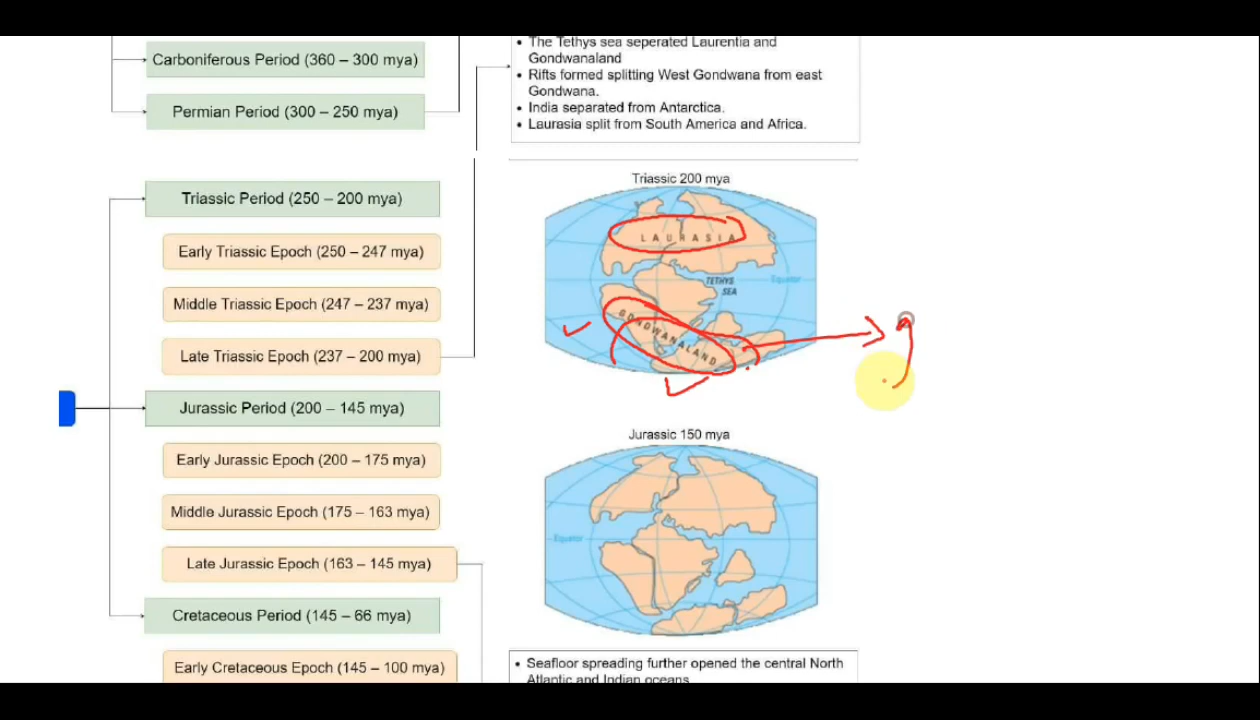 Carboniferous Period (360 – 300 mya)
Permian Period (300 – 250 mya)
• The Tethys sea seperated Laurentia and
Gondwanaland
• Rifts formed splitting West Gondwana from east
Gondwana.
• India separated from Antarctica.
• Laurasia split from South America and Africa.
Triassic Period (250 – 200 mya)
Early Triassic Epoch (250 – 247 mya)
Middle Triassic Epoch (247 – 237 mya)
Late Triassic Epoch (237 – 200 mya)
Triassic 200 mya
LAURASIA
TETHYS
SEA
Equator
GONDWANALAND
Jurassic Period (200 – 145 mya)
Early Jurassic Epoch (200 – 175 mya)
Middle Jurassic Epoch (175 – 163 mya)
Late Jurassic Epoch (163 – 145 mya)
Jurassic 150 mya
Equator
Cretaceous Period (145 – 66 mya)
Early Cretaceous Epoch (145 – 100 mya)
• Seafloor spreading further opened the central North
Atlantic and Indian oceans